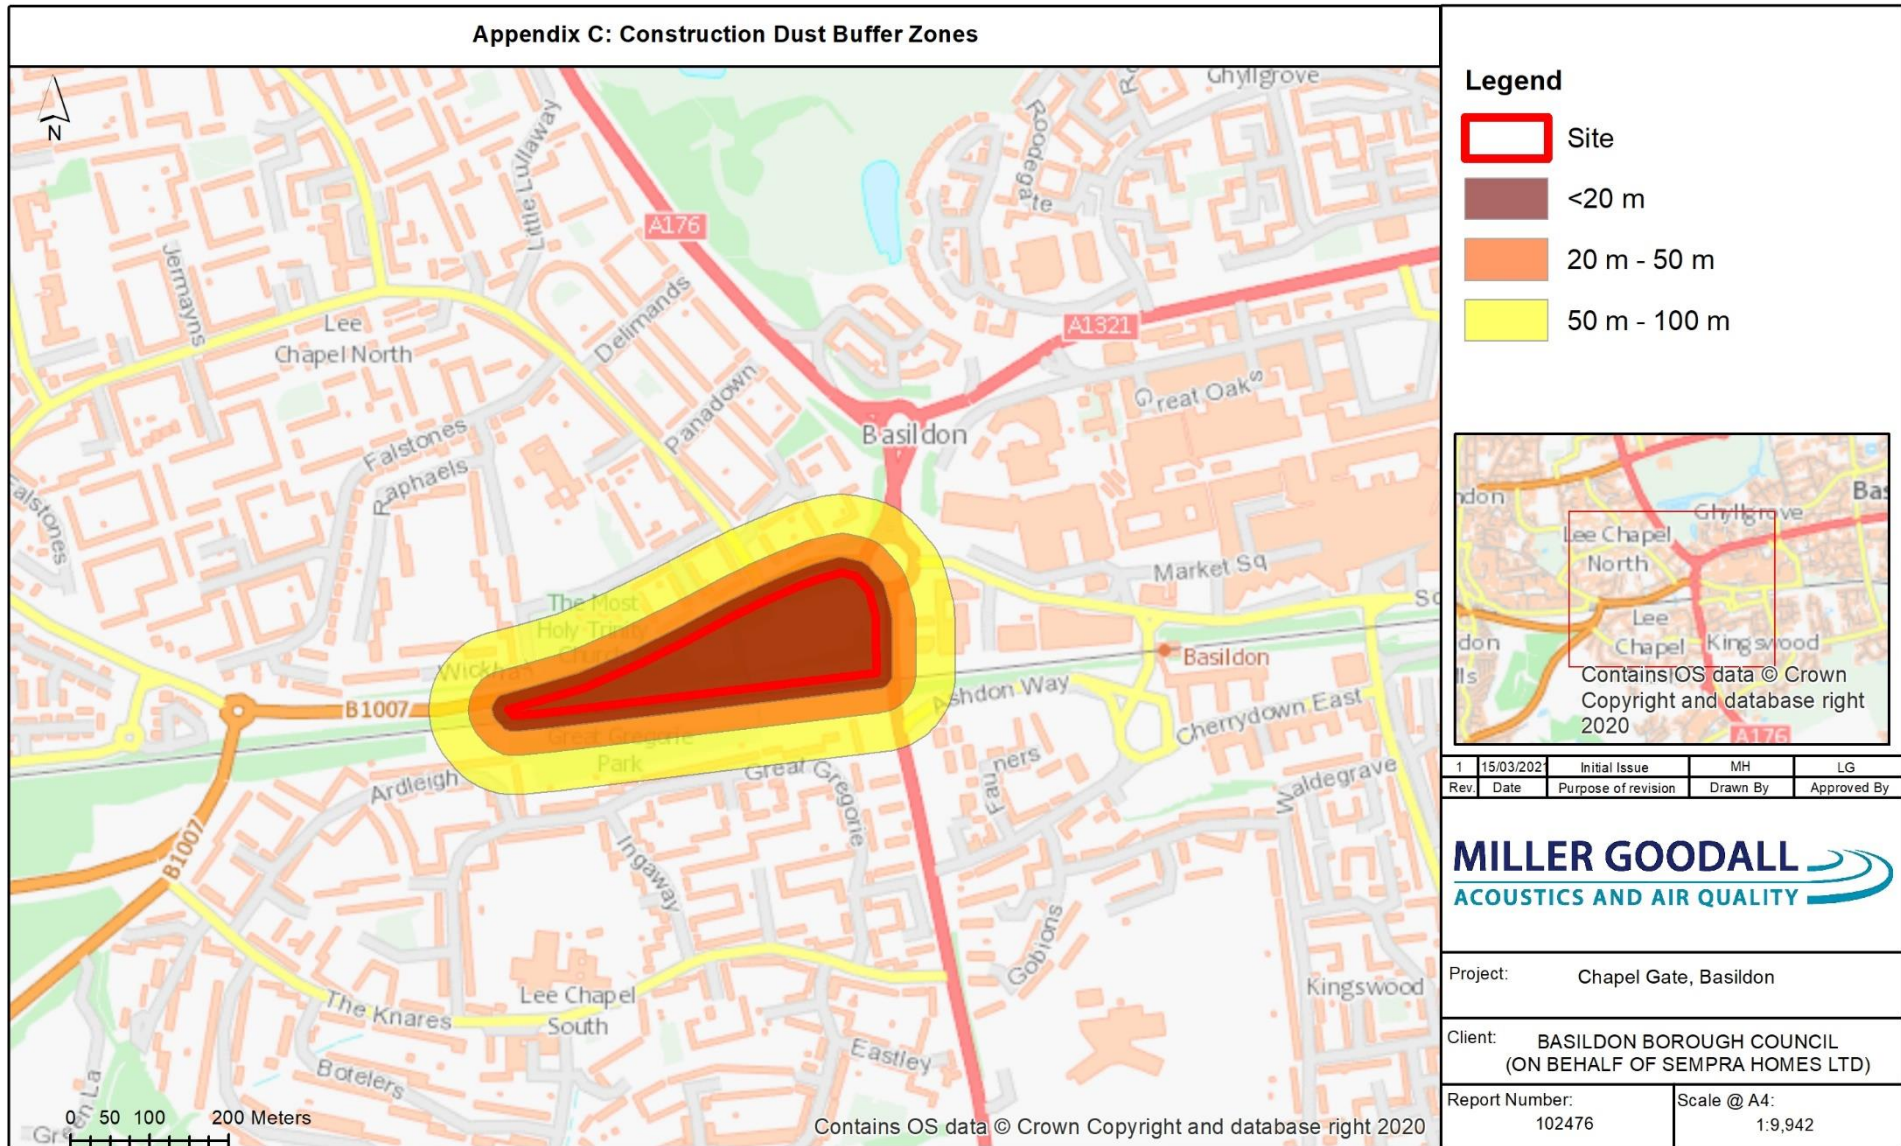 Appendix C: Construction Dust Buffer Zones
N
Ghyllgrove
Little Lullaway
Roodegate
A176
Jermayns
Delimands
Lee
Chapel North
A1321
Panadown
Great Oaks
Basildon
Falstones
Raphaels
Falstones
Market Sq
The Most
Holy Trinity
Church
Basildon
B1007
Ashdon Way
Cherrydown East
Great Gregorie
Park
Great Gregorie
Ardleigh
Fauners
Waldegrave
B1007
Ingaway
Gobions
Kingswood
Lee Chapel
South
The Knares
Eastley
Botelers
Green La
0 50 100 200 Meters
Contains OS data © Crown Copyright and database right 2020
Legend
Site
<20 m
20 m - 50 m
50 m - 100 m
Ghyllgrove
Lee Chapel
North
Lee
Chapel
Kingswood
A176
Contains OS data © Crown
Copyright and database right
2020
1 15/03/2021 Initial Issue MH LG
Rev. Date Purpose of revision Drawn By Approved By
MILLER GOODALL
ACOUSTICS AND AIR QUALITY
Project: Chapel Gate, Basildon
Client: BASILDON BOROUGH COUNCIL
(ON BEHALF OF SEMPRA HOMES LTD)
Report Number:
102476
Scale @ A4:
1:9,942